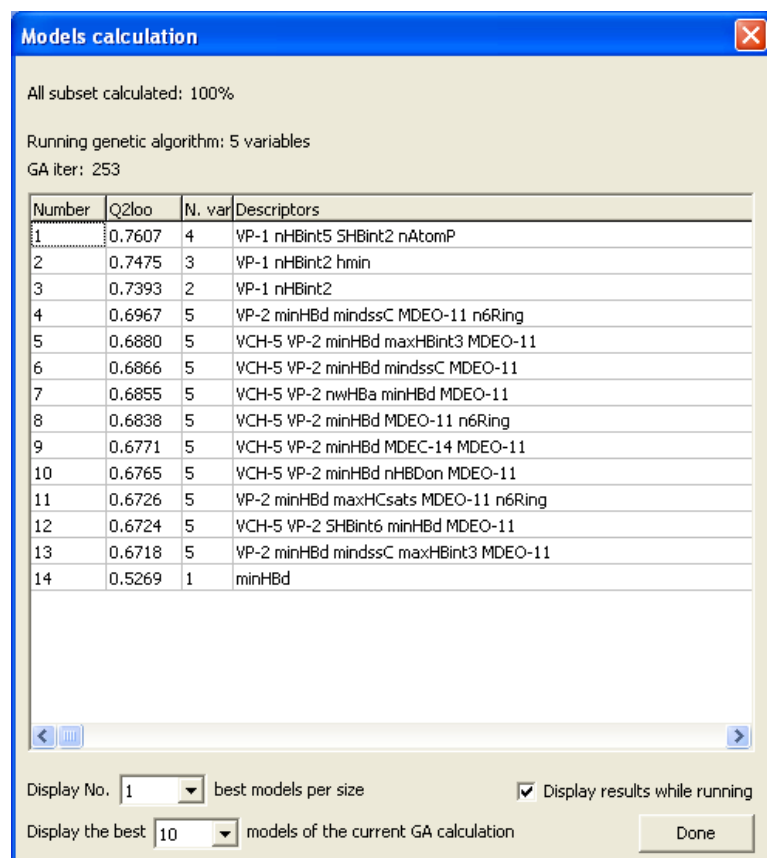 Models calculation
All subset calculated: 100%
Running genetic algorithm: 5 variables
GA iter: 253
Number Q2loo N. var Descriptors
1 0.7607 4 VP-1 nHBint5 SHBint2 nAtomP
2 0.7475 3 VP-1 nHBint2 hmin
3 0.7393 2 VP-1 nHBint2
4 0.6967 5 VP-2 minHBd mindssC MDEO-11 n6Ring
5 0.6880 5 VCH-5 VP-2 minHBd maxHBint3 MDEO-11
6 0.6866 5 VCH-5 VP-2 minHBd mindssC MDEO-11
7 0.6855 5 VCH-5 VP-2 nwHBa minHBd MDEO-11
8 0.6838 5 VCH-5 VP-2 minHBd MDEO-11 n6Ring
9 0.6771 5 VCH-5 VP-2 minHBd MDEC-14 MDEO-11
10 0.6765 5 VCH-5 VP-2 minHBd nHBDon MDEO-11
11 0.6726 5 VP-2 minHBd maxHCsats MDEO-11 n6Ring
12 0.6724 5 VCH-5 VP-2 SHBint6 minHBd MDEO-11
13 0.6718 5 VP-2 minHBd mindssC maxHBint3 MDEO-11
14 0.5269 1 minHBd
Display No. 1 best models per size Display results while running
Display the best 10 models of the current GA calculation Done